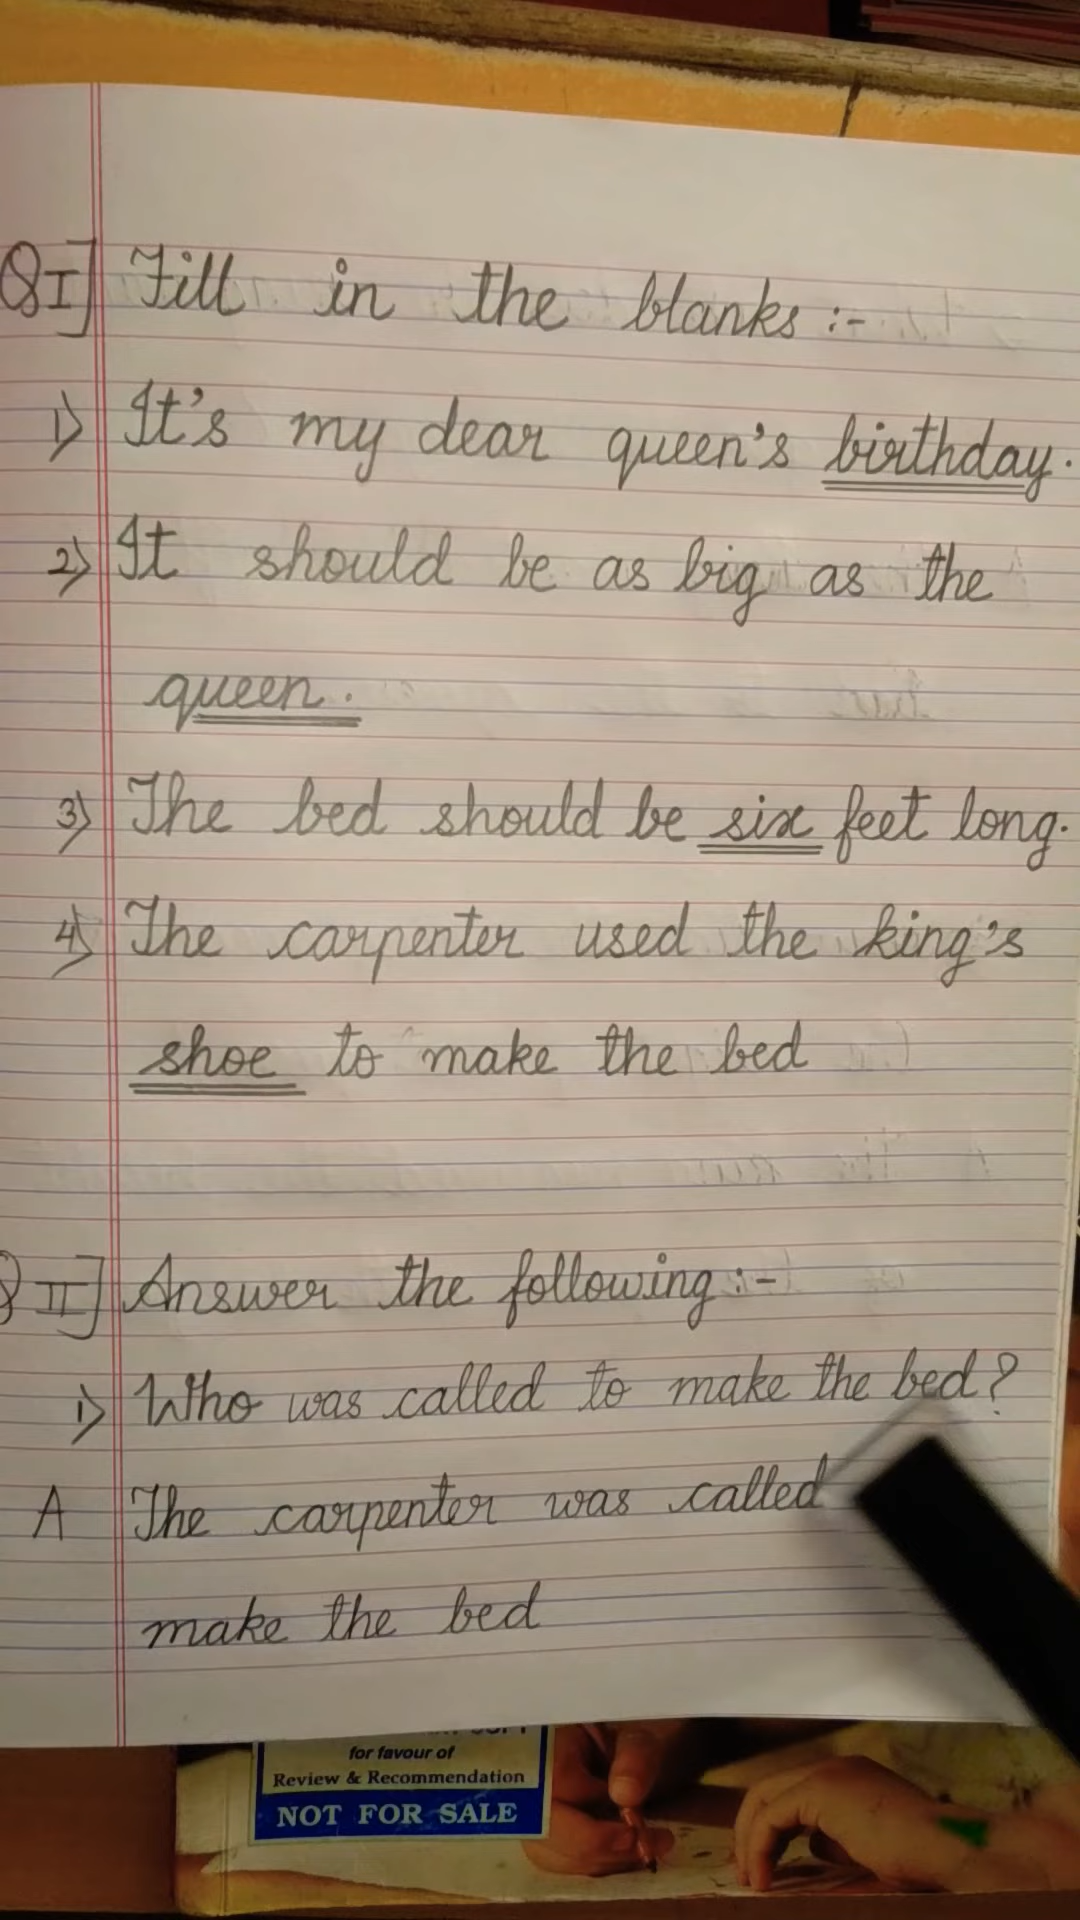 QI] Fill in the blanks :-
1) It's my dear queen's birthday.
2) It should be as big as the
queen.
3) The bed should be six feet long.
4) The carpenter used the king's
shoe to make the bed
QII] Answer the following :-
1) Who was called to make the bed?
A The carpenter was called
make the bed
for favour of
Review & Recommendation
NOT FOR SALE